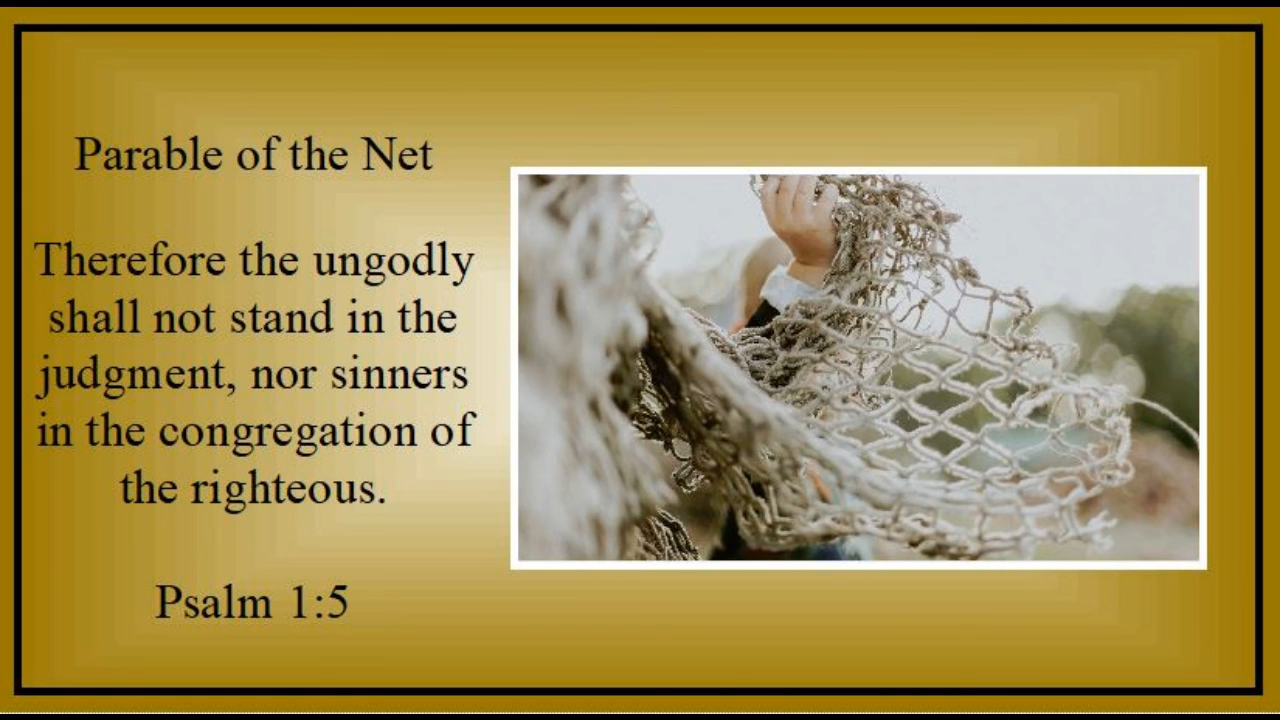 Parable of the Net
Therefore the ungodly
shall not stand in the
judgment, nor sinners
in the congregation of
the righteous.
Psalm 1:5